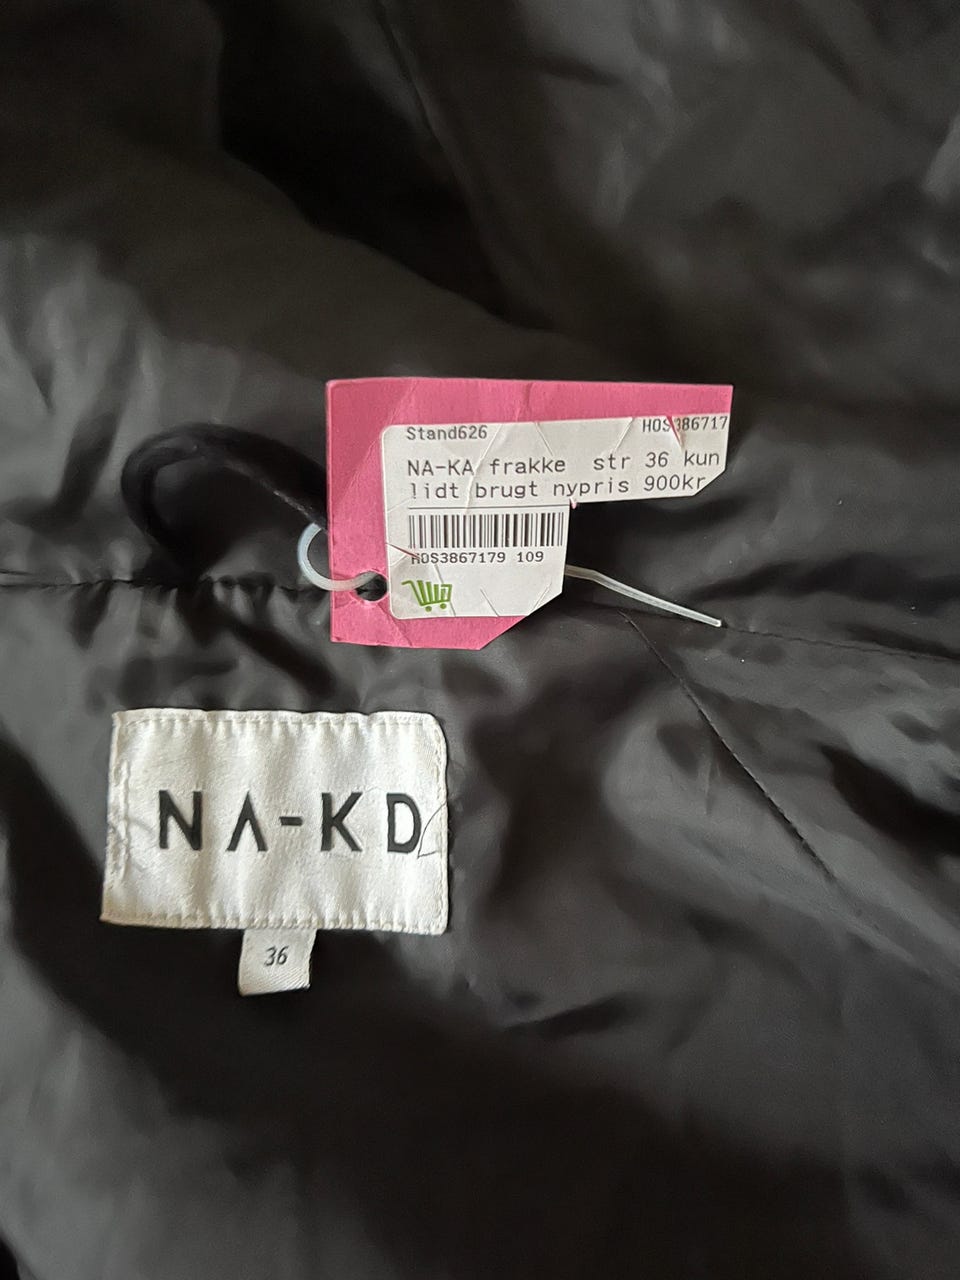 Stand626 HOS386717
NA-KA frakke str 36 kun
lidt brugt nypris 900kr
HOS3867179 109
NA-KD
36